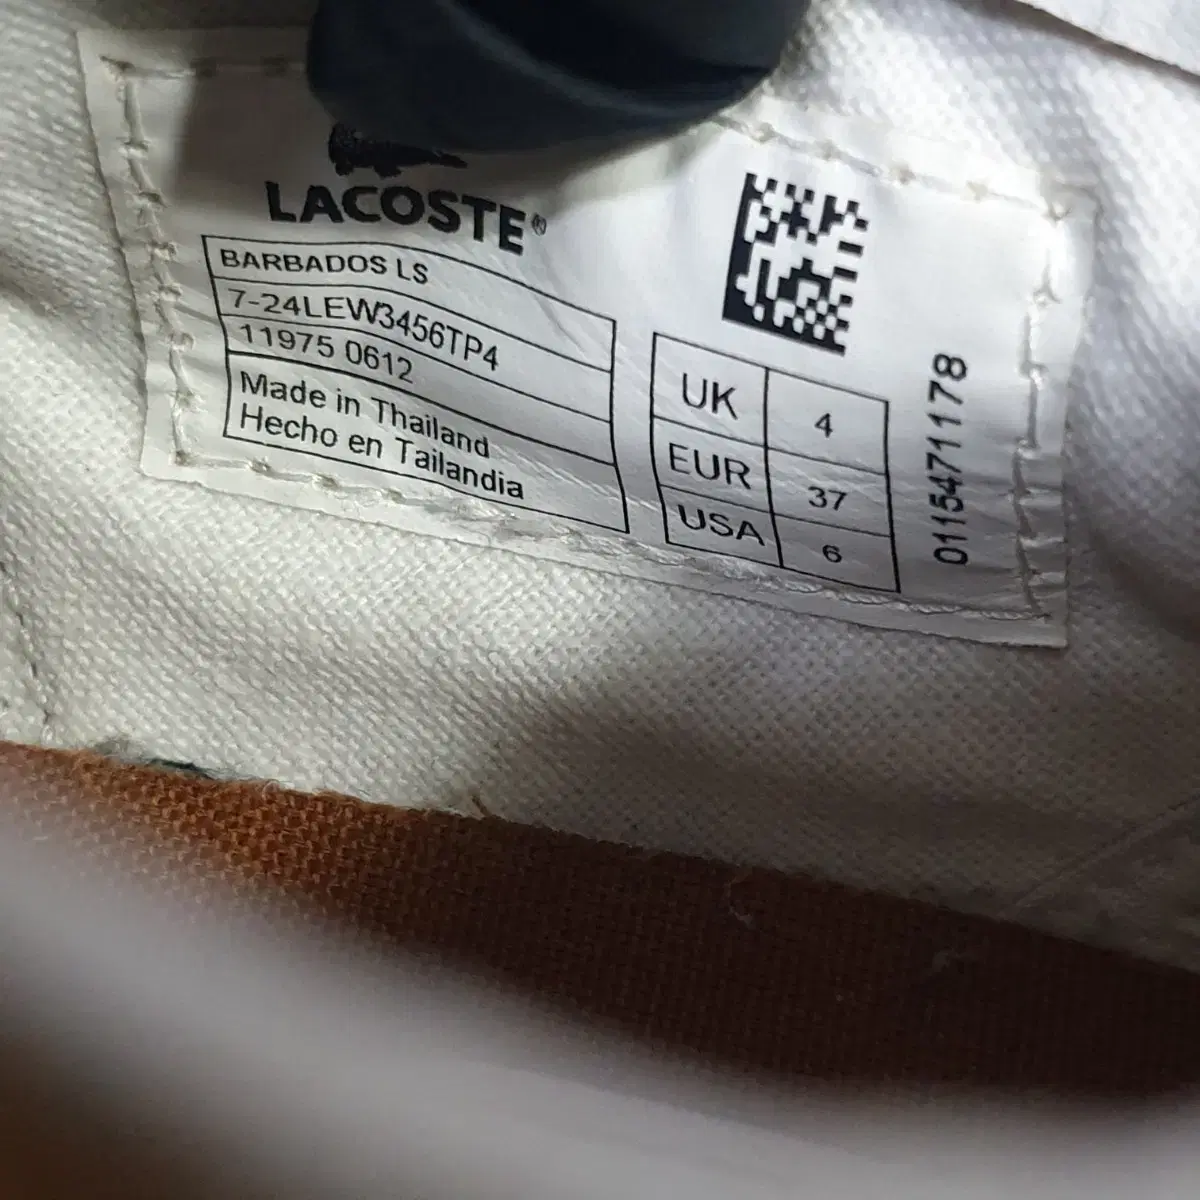 LACOSTE®
BARBADOS LS
7-24LEW3456TP4
11975 0612
Made in Thailand
Hecho en Tailandia
UK 4
EUR 37
USA 6
0115471178